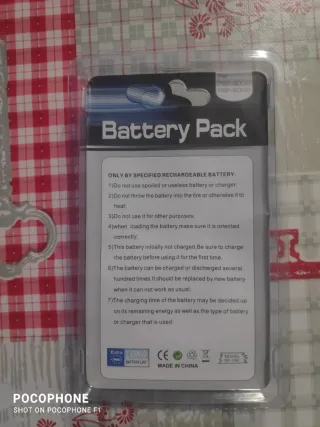 Battery Pack
ONLY BY SPECIFIED RECHARGEABLE BATTERY.
1)Do not use spoiled or useless battery or charger.
2)Do not throw the battery into the fire or otherwise it to
heat.
3)Do not use it for other purposes.
4)when, loading the battery make sure it is oriented
correctly.
5)This battery initially not charged,Be sure to charge
the battery before using it for the first time.
6)The battery can be charged or discharged several
hundred times.It should be replaced by new battery
when it can not work as usual.
7)The charging time of the battery may be decided up
on its remaining energy as well as the type of battery
or charger that is used.
Extra
BATTERY LIFE
CE
MADE IN CHINA
POCOPHONE
SHOT ON POCOPHONE F1